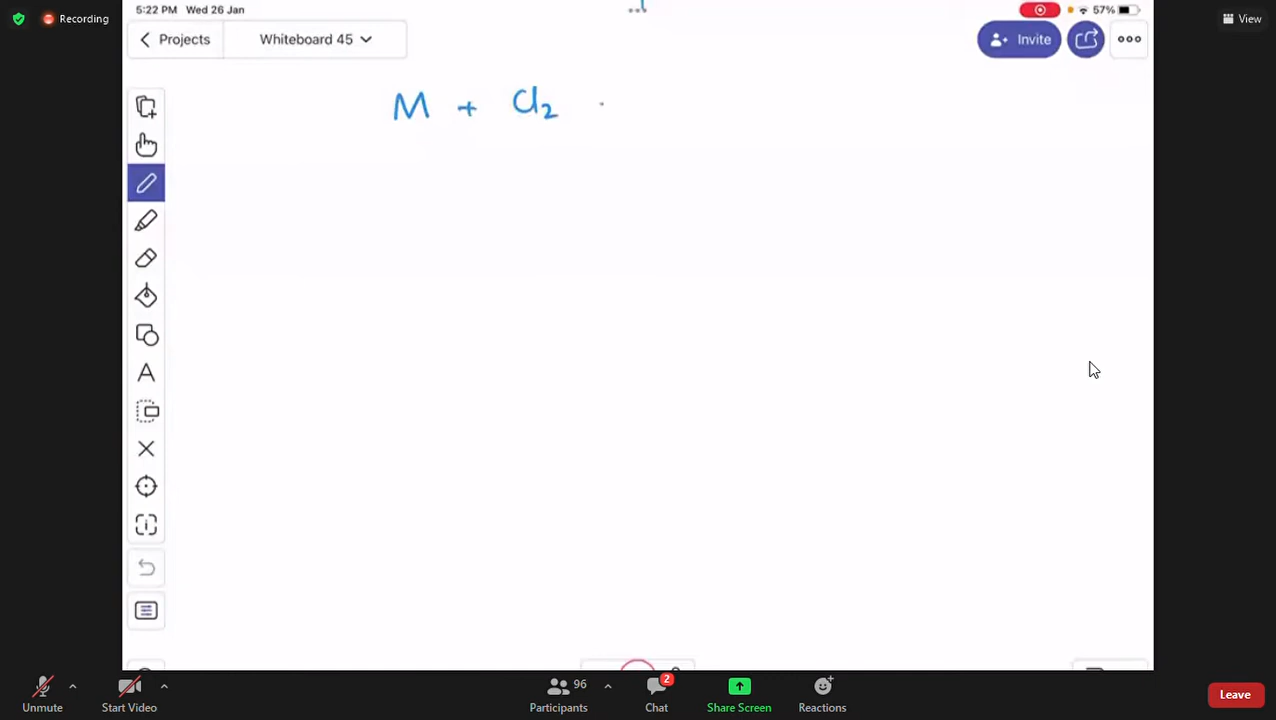 Recording
5:22 PM Wed 26 Jan
57%
View
Projects
Whiteboard 45
Invite
M + Cl₂
A
Unmute
Start Video
96
Participants
2
Chat
Share Screen
Reactions
Leave